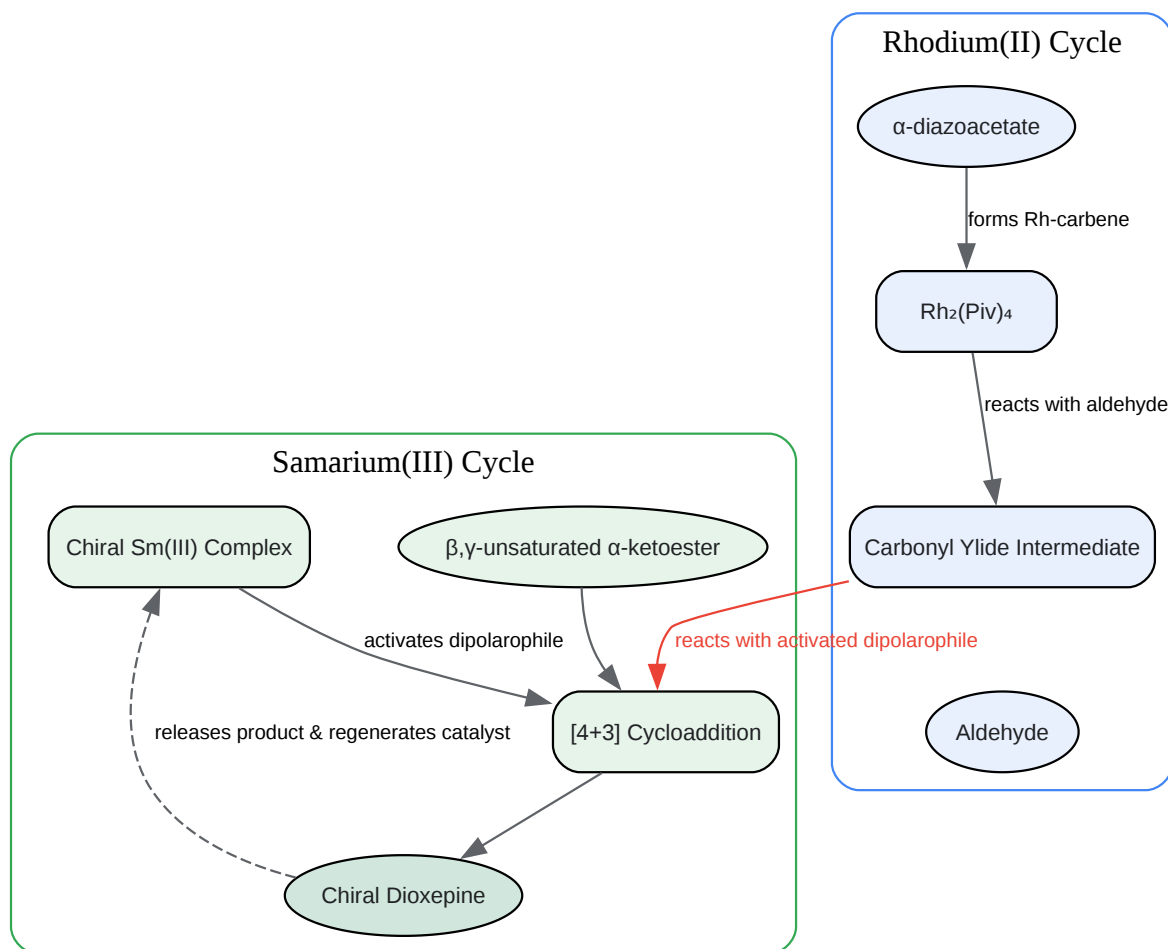 Rhodium(II) Cycle
α-diazoacetate
forms Rh-carbene
Rh₂(Piv)₄
reacts with aldehyde
Samarium(III) Cycle
Chiral Sm(III) Complex
β,γ-unsaturated α-ketoester
Carbonyl Ylide Intermediate
activates dipolarophile
reacts with activated dipolarophile
releases product & regenerates catalyst
[4+3] Cycloaddition
Aldehyde
Chiral Dioxepine